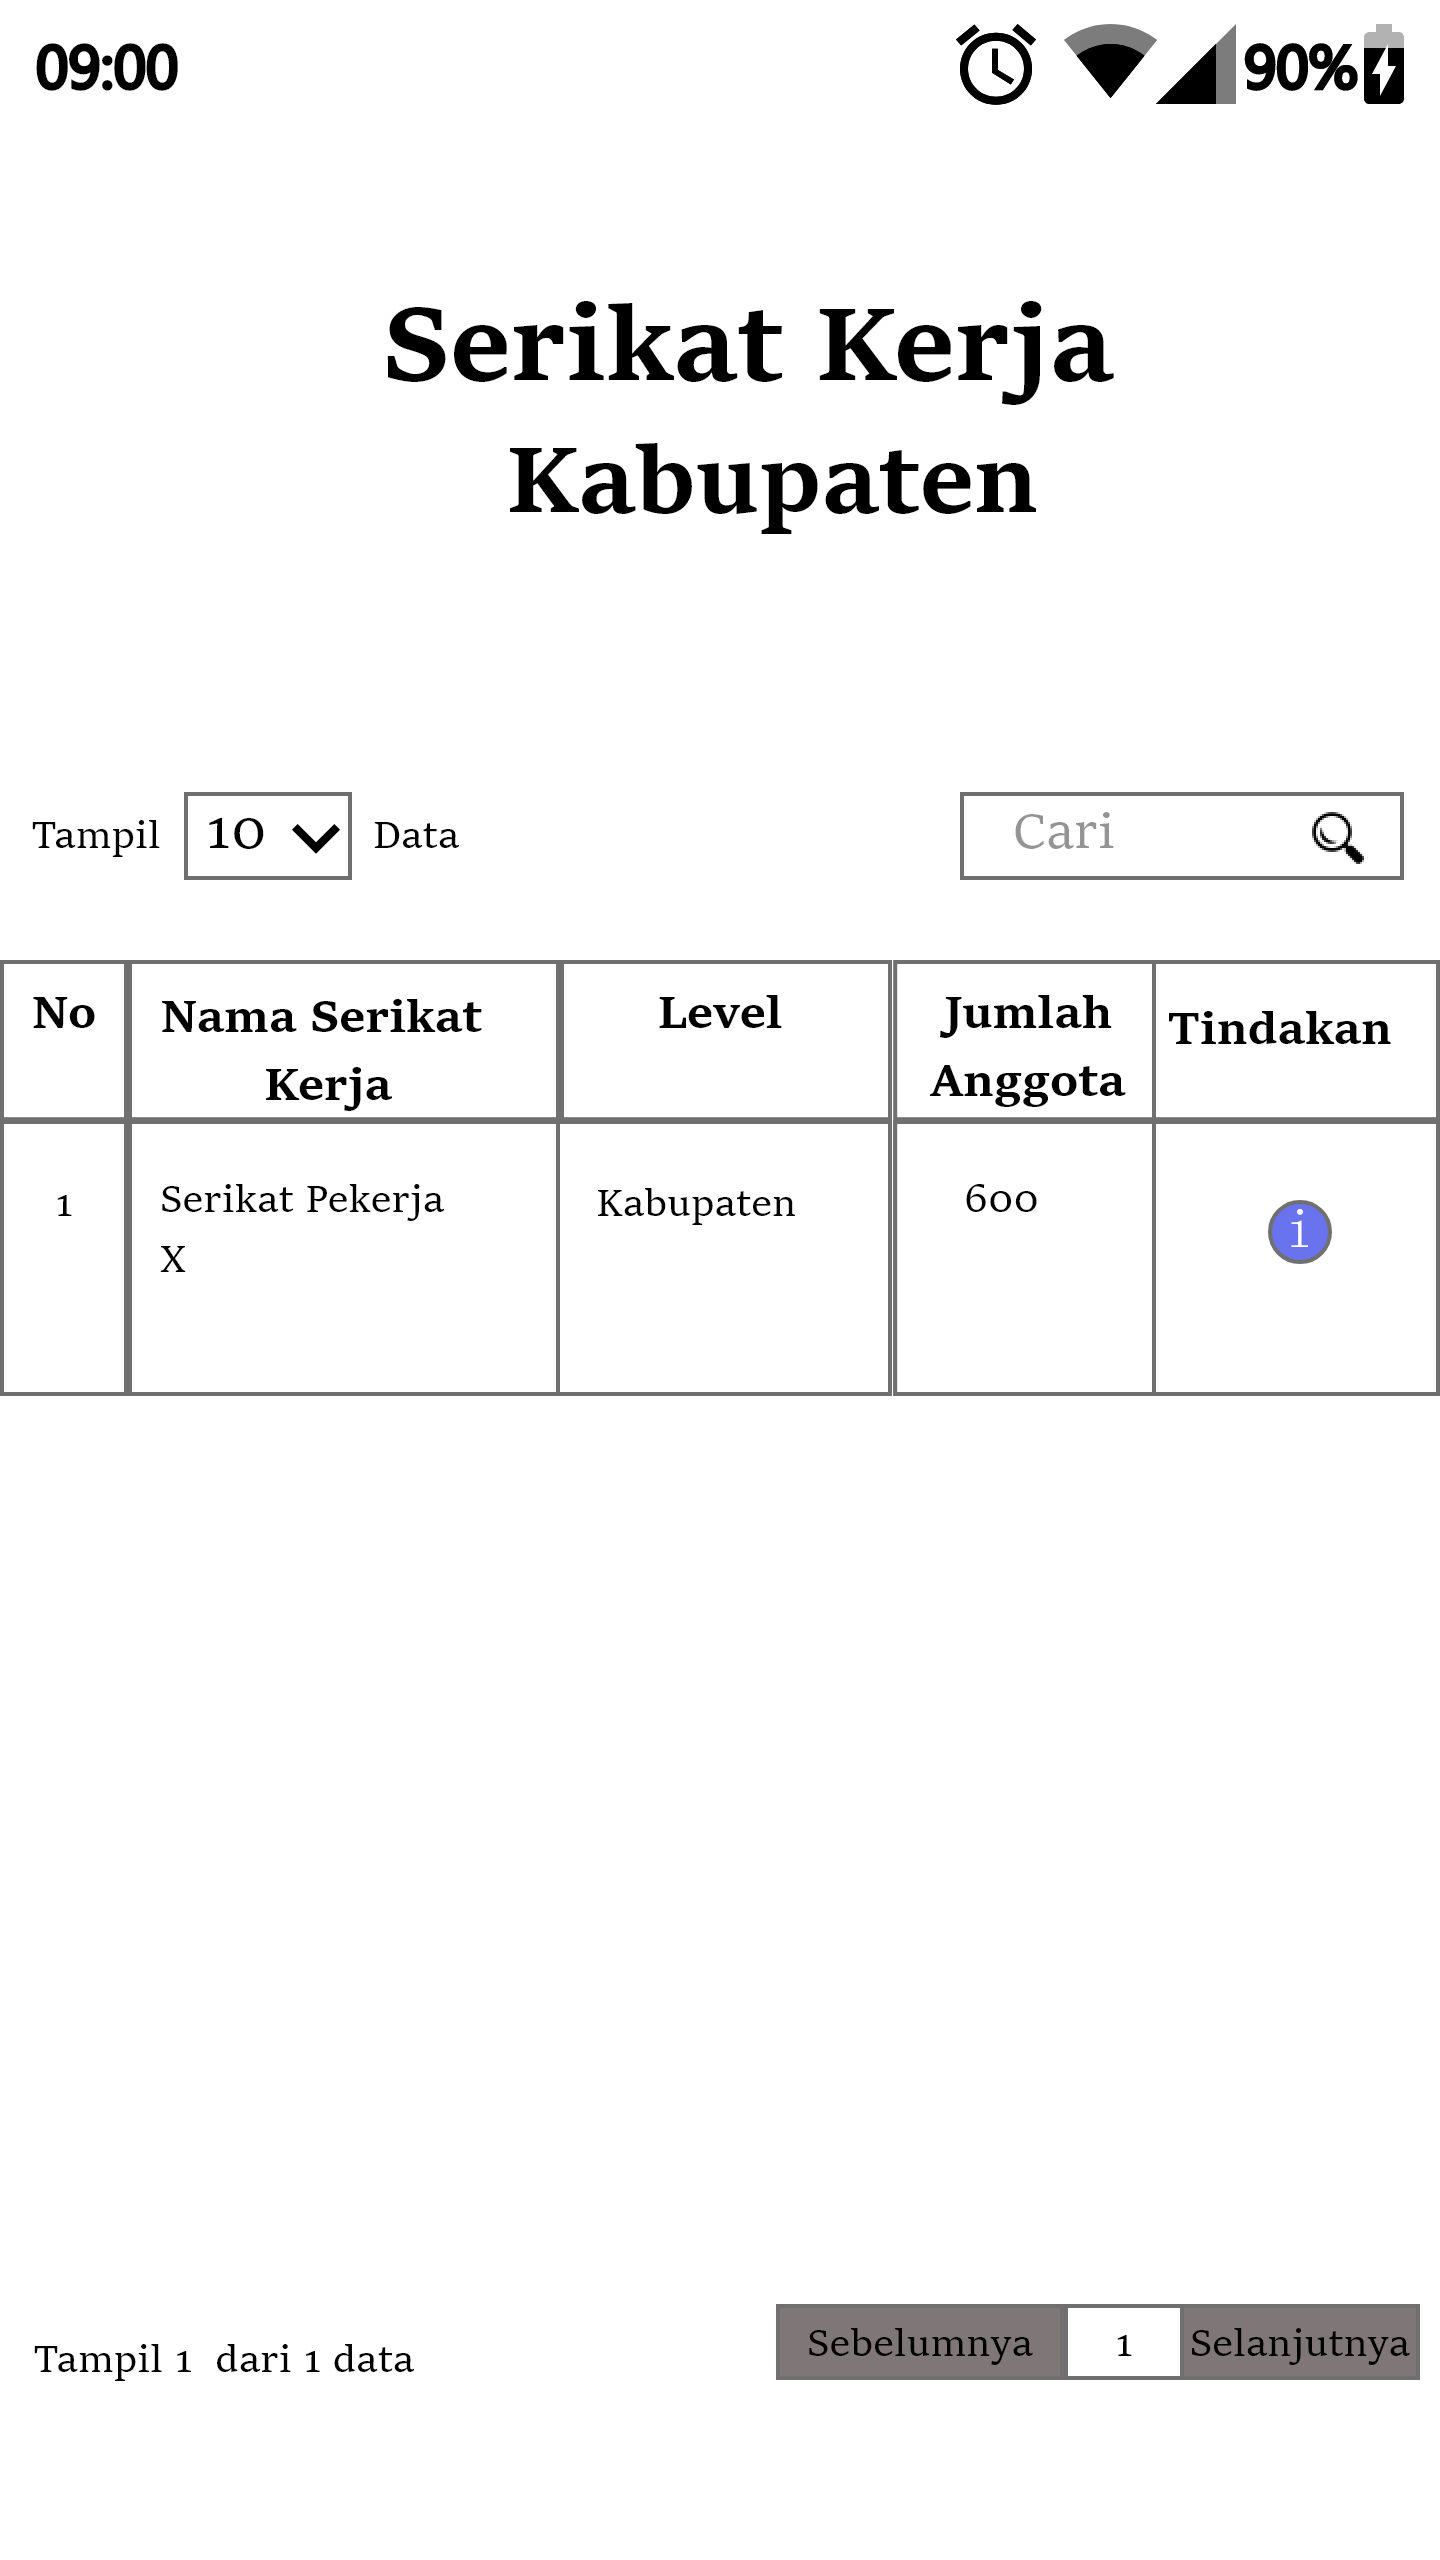 09:00 90%
Serikat Kerja
Kabupaten
Tampil 10 Data Cari
No Nama Serikat Kerja Level Jumlah Anggota Tindakan
1 Serikat Pekerja X Kabupaten 600 i
Tampil 1 dari 1 data Sebelumnya 1 Selanjutnya